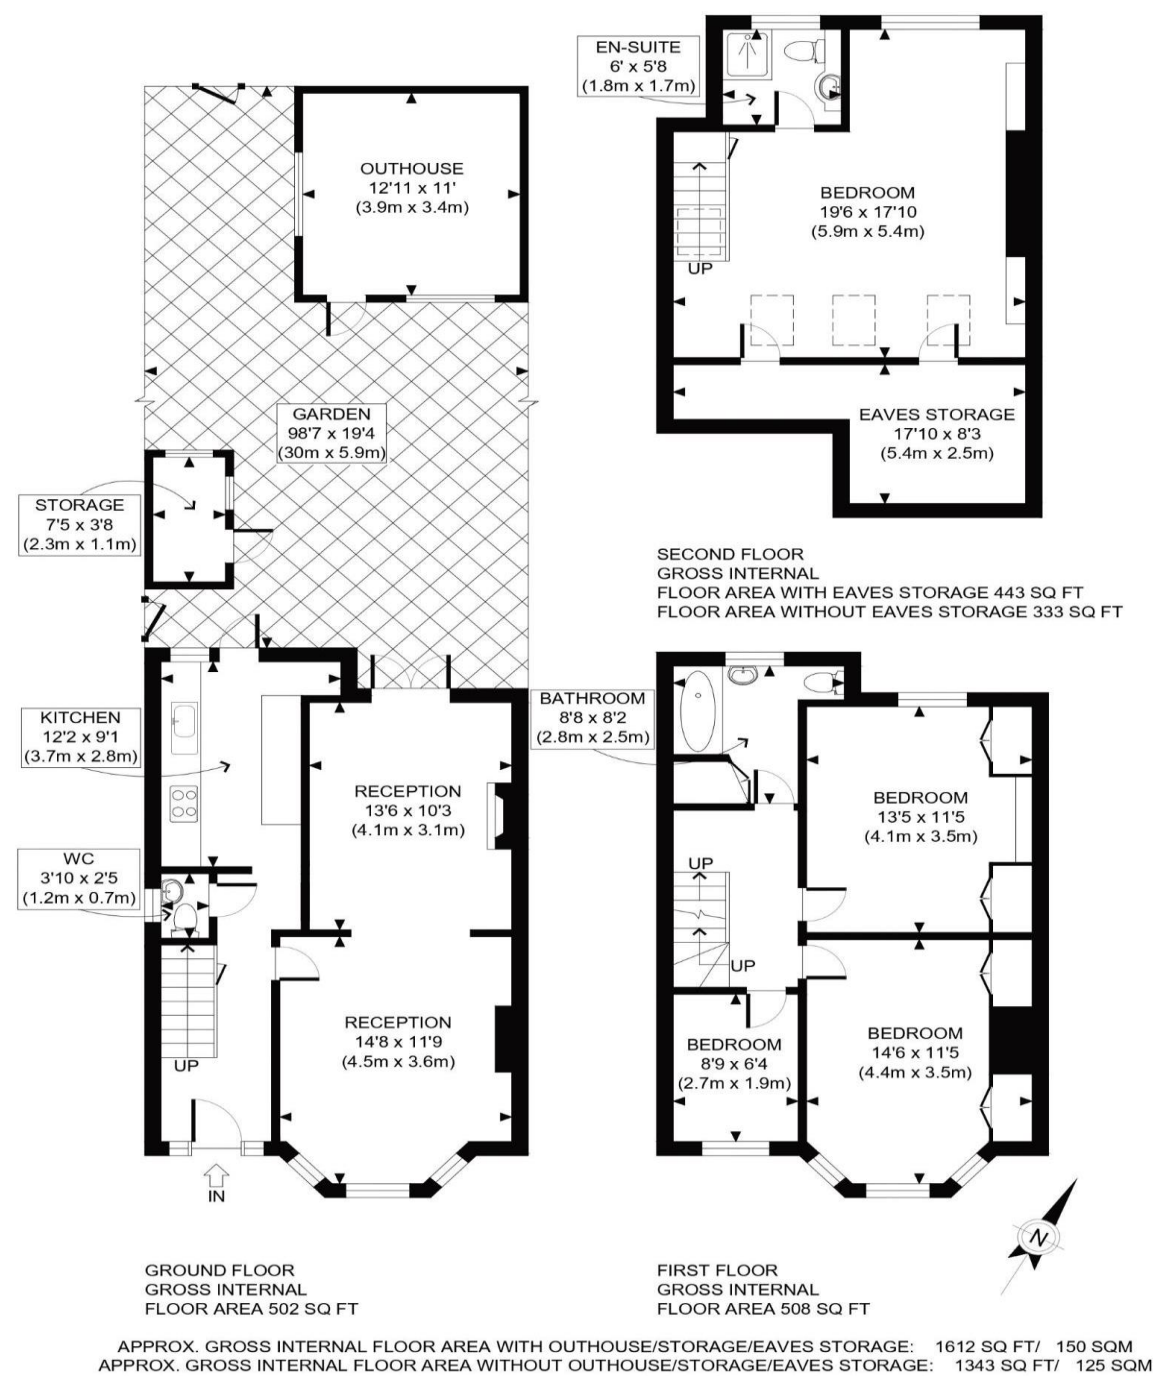 EN-SUITE
6' x 5'8
(1.8m x 1.7m)
OUTHOUSE
12'11 x 11'
(3.9m x 3.4m)
BEDROOM
19'6 x 17'10
(5.9m x 5.4m)
UP
GARDEN
98'7 x 19'4
(30m x 5.9m)
EAVES STORAGE
17'10 x 8'3
(5.4m x 2.5m)
STORAGE
7'5 x 3'8
(2.3m x 1.1m)
SECOND FLOOR
GROSS INTERNAL
FLOOR AREA WITH EAVES STORAGE 443 SQ FT
FLOOR AREA WITHOUT EAVES STORAGE 333 SQ FT
KITCHEN
12'2 x 9'1
(3.7m x 2.8m)
BATHROOM
8'8 x 8'2
(2.8m x 2.5m)
RECEPTION
13'6 x 10'3
(4.1m x 3.1m)
BEDROOM
13'5 x 11'5
(4.1m x 3.5m)
WC
3'10 x 2'5
(1.2m x 0.7m)
UP
UP
RECEPTION
14'8 x 11'9
(4.5m x 3.6m)
UP
BEDROOM
8'9 x 6'4
(2.7m x 1.9m)
BEDROOM
14'6 x 11'5
(4.4m x 3.5m)
IN
N
GROUND FLOOR
GROSS INTERNAL
FLOOR AREA 502 SQ FT
FIRST FLOOR
GROSS INTERNAL
FLOOR AREA 508 SQ FT
APPROX. GROSS INTERNAL FLOOR AREA WITH OUTHOUSE/STORAGE/EAVES STORAGE: 1612 SQ FT/ 150 SQM
APPROX. GROSS INTERNAL FLOOR AREA WITHOUT OUTHOUSE/STORAGE/EAVES STORAGE: 1343 SQ FT/ 125 SQM